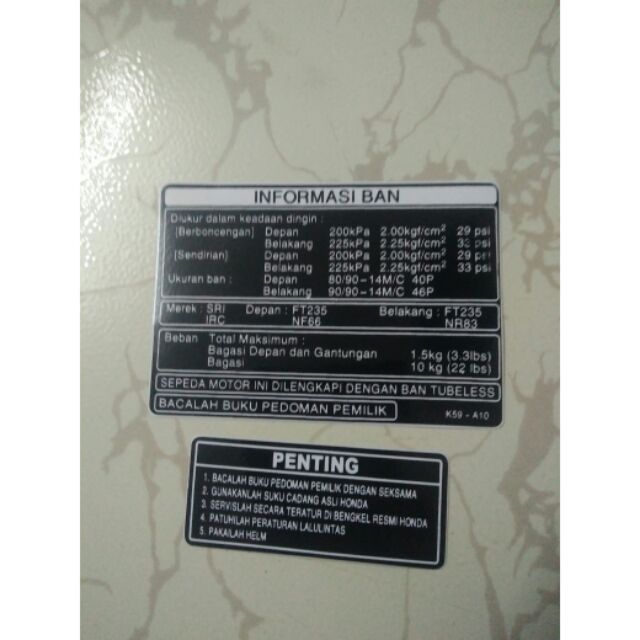 INFORMASI BAN
Diukur dalam keadaan dingin :
[Berboncengan] Depan 200kPa 2.00kgf/cm² 29 psi
Belakang 225kPa 2.25kgf/cm² 33 psi
[Sendirian] Depan 200kPa 2.00kgf/cm² 29 psi
Belakang 225kPa 2.25kgf/cm² 33 psi
Ukuran ban : Depan 80/90-14M/C 40P
Belakang 90/90-14M/C 46P
Merek : SRI Depan : FT235 Belakang : FT235
IRC NF66 NR83
Beban Total Maksimum :
Bagasi Depan dan Gantungan 1.5kg (3.3lbs)
Bagasi 10 kg (22 lbs)
SEPEDA MOTOR INI DILENGKAPI DENGAN BAN TUBELESS
BACALAH BUKU PEDOMAN PEMILIK K59-A10
PENTING
1. BACALAH BUKU PEDOMAN PEMILIK DENGAN SEKSAMA
2. GUNAKANLAH SUKU CADANG ASLI HONDA
3. SERVISLAH SECARA TERATUR DI BENGKEL RESMI HONDA
4. PATUHILAH PERATURAN LALULINTAS
5. PAKAILAH HELM